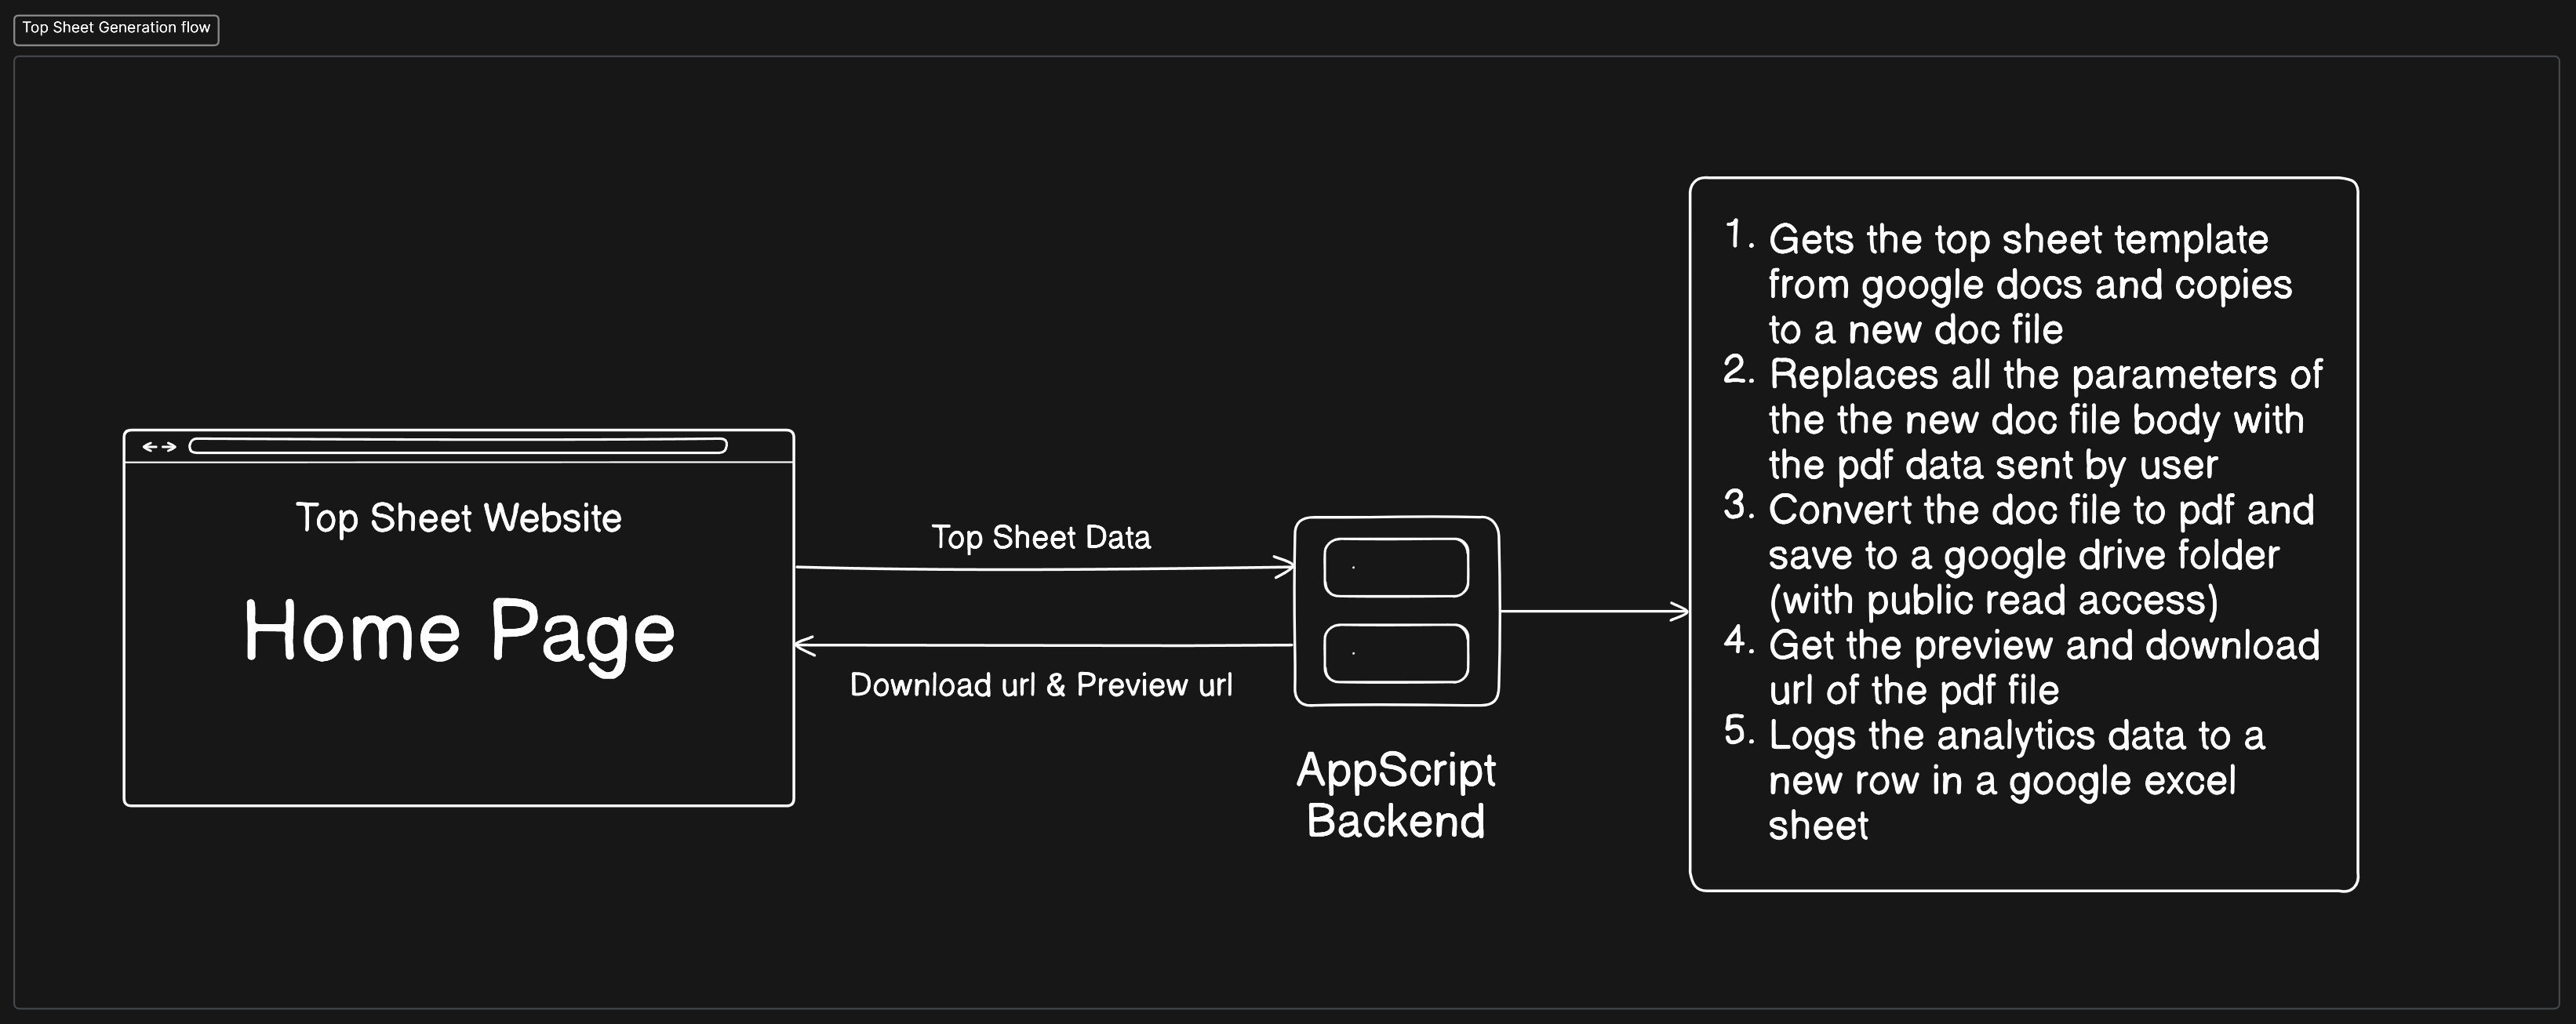 Top Sheet Generation flow
Top Sheet Website
Home Page
Top Sheet Data
Download url & Preview url
AppScript
Backend
1. Gets the top sheet template
from google docs and copies
to a new doc file
2. Replaces all the parameters of
the the new doc file body with
the pdf data sent by user
3. Convert the doc file to pdf and
save to a google drive folder
(with public read access)
4. Get the preview and download
url of the pdf file
5. Logs the analytics data to a
new row in a google excel
sheet